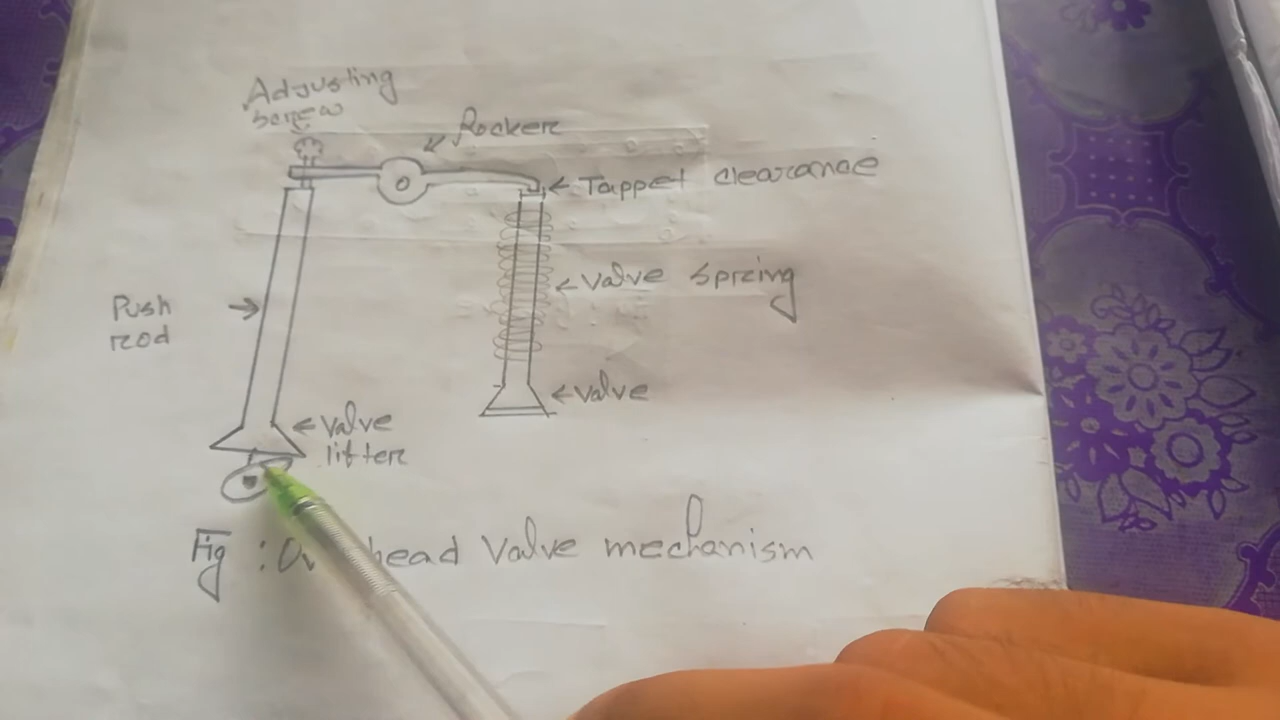 Adjusting
screw
Rocker
← Tappet clearance
← Valve spring
Push
rod
← valve
← Valve
lifter
Fig : head Valve mechanism